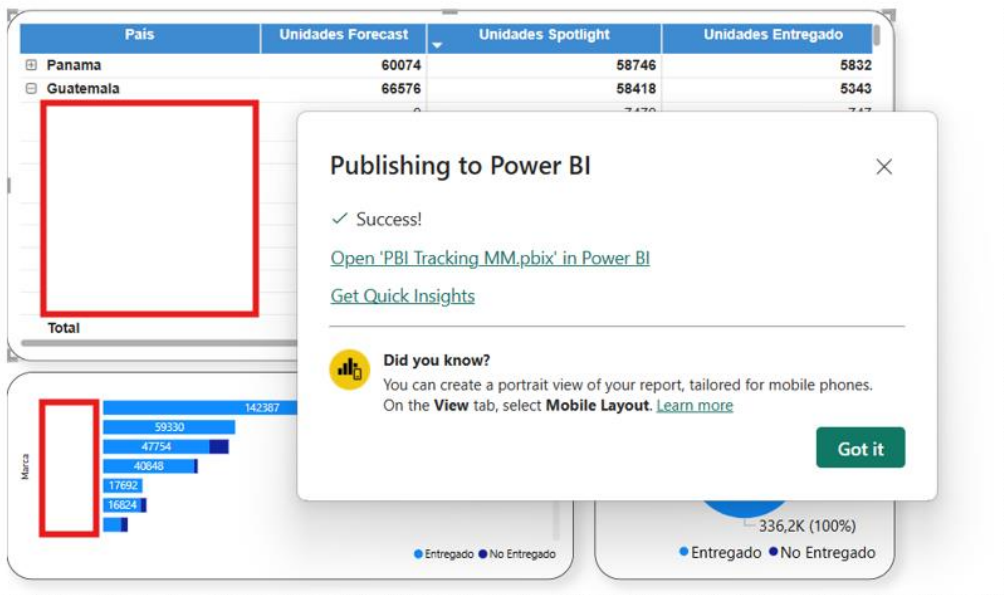 País Unidades Forecast Unidades Spotlight Unidades Entregado
Panama 60074 58746 5832
Guatemala 66576 58418 5343
Total
Publishing to Power BI
Success!
Open 'PBI Tracking MM.pbix' in Power BI
Get Quick Insights
Did you know?
You can create a portrait view of your report, tailored for mobile phones.
On the View tab, select Mobile Layout. Learn more
Got it
Marca
142387
59330
47754
40848
17692
16824
Entregado No Entregado
336,2K (100%)
Entregado No Entregado